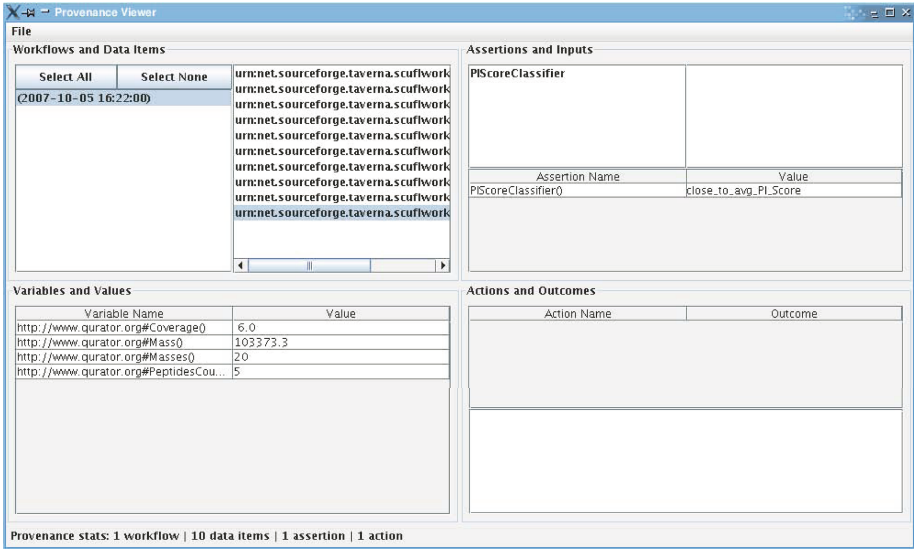 Provenance Viewer
File
Workflows and Data Items
Select All Select None
(2007-10-05 16:22:00)
urn:net.sourceforge.taverna.scuflwork
urn:net.sourceforge.taverna.scuflwork
urn:net.sourceforge.taverna.scuflwork
urn:net.sourceforge.taverna.scuflwork
urn:net.sourceforge.taverna.scuflwork
urn:net.sourceforge.taverna.scuflwork
urn:net.sourceforge.taverna.scuflwork
urn:net.sourceforge.taverna.scuflwork
urn:net.sourceforge.taverna.scuflwork
urn:net.sourceforge.taverna.scuflwork
Assertions and Inputs
PIScoreClassifier
Assertion Name Value
PIScoreClassifier() close_to_avg_PI_Score
Variables and Values
Variable Name Value
http://www.qurator.org#Coverage() 6.0
http://www.qurator.org#Mass() 103373.3
http://www.qurator.org#Masses() 20
http://www.qurator.org#PeptidesCou... 5
Actions and Outcomes
Action Name Outcome
Provenance stats: 1 workflow | 10 data items | 1 assertion | 1 action